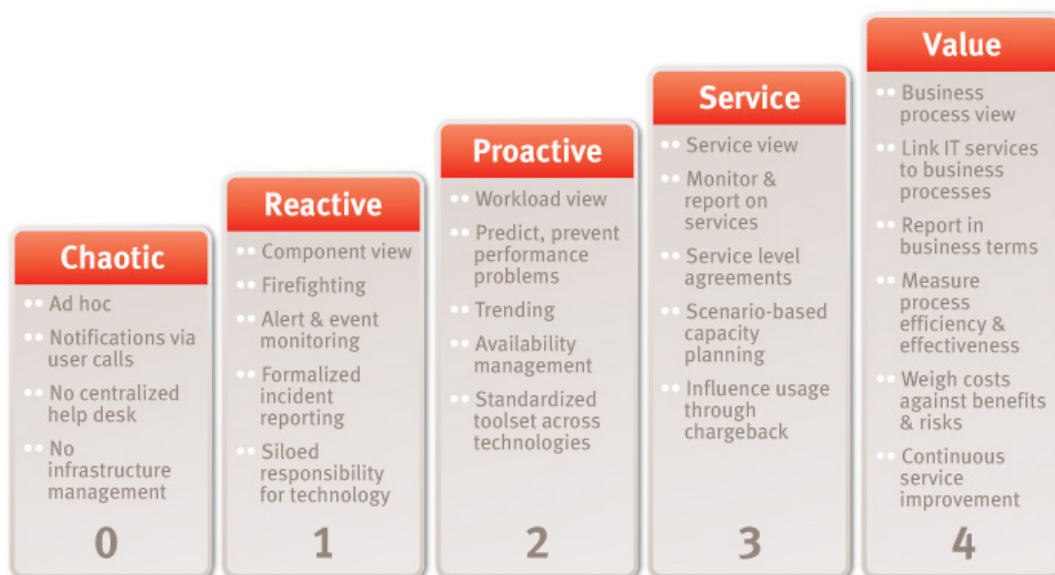 Chaotic
Ad hoc
Notifications via
user calls
No centralized
help desk
No
infrastructure
management
0
Reactive
Component view
Firefighting
Alert & event
monitoring
Formalized
incident
reporting
Siloed
responsibility
for technology
1
Proactive
Workload view
Predict, prevent
performance
problems
Trending
Availability
management
Standardized
toolset across
technologies
2
Service
Service view
Monitor &
report on
services
Service level
agreements
Scenario-based
capacity
planning
Influence usage
through
chargeback
3
Value
Business
process view
Link IT services
to business
processes
Report in
business terms
Measure
process
efficiency &
effectiveness
Weigh costs
against benefits
& risks
Continuous
service
improvement
4